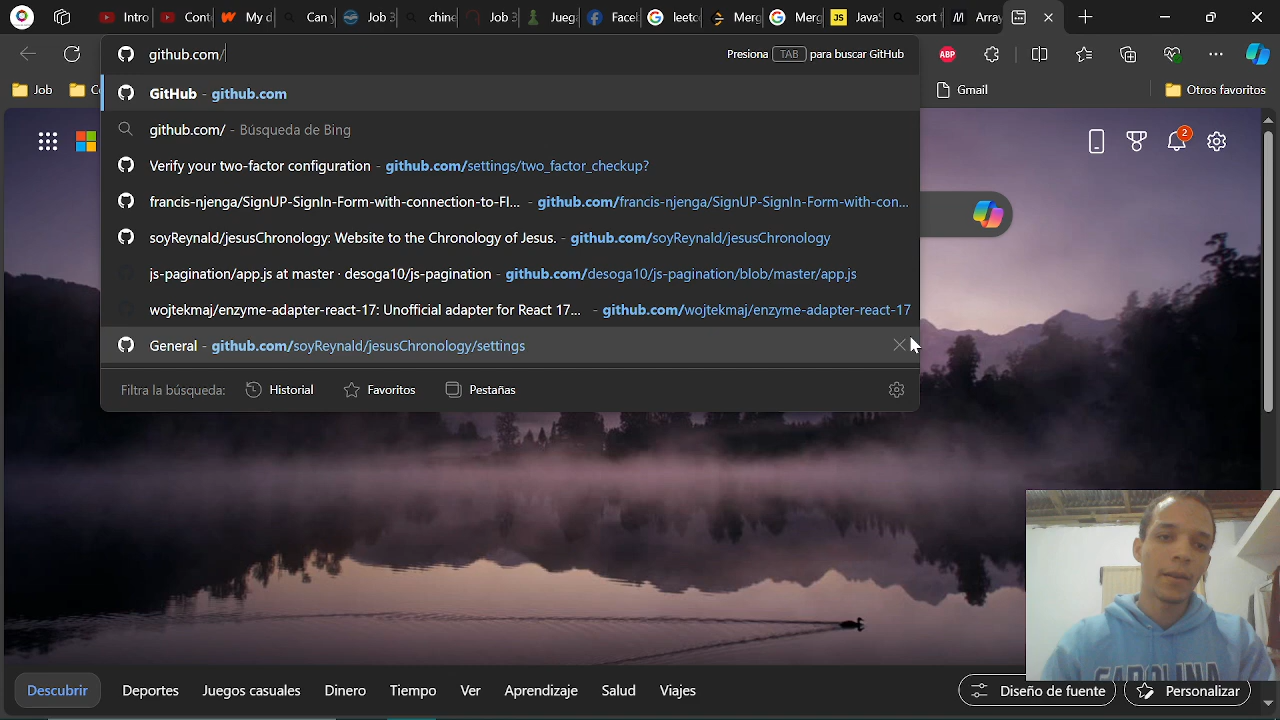 Intro
Cont
My d
Can y
Job 3
chin
Job 3
Jueg
Face
leetc
Merg
Merg
JS
Java
sort f
M
Array
github.com/
Presiona TAB para buscar GitHub
ABP
Job
Gmail
Otros favoritos
GitHub - github.com
github.com/ - Búsqueda de Bing
Verify your two-factor configuration - github.com/settings/two_factor_checkup?
francis-njenga/SignUP-SignIn-Form-with-connection-to-FI... - github.com/francis-njenga/SignUP-SignIn-Form-with-con...
soyReynald/jesusChronology: Website to the Chronology of Jesus. - github.com/soyReynald/jesusChronology
js-pagination/app.js at master · desoga10/js-pagination - github.com/desoga10/js-pagination/blob/master/app.js
wojtekmaj/enzyme-adapter-react-17: Unofficial adapter for React 17... - github.com/wojtekmaj/enzyme-adapter-react-17
General - github.com/soyReynald/jesusChronology/settings
2
Filtra la búsqueda: Historial Favoritos Pestañas
CAROLINA
Descubrir Deportes Juegos casuales Dinero Tiempo Ver Aprendizaje Salud Viajes Diseño de fuente Personalizar